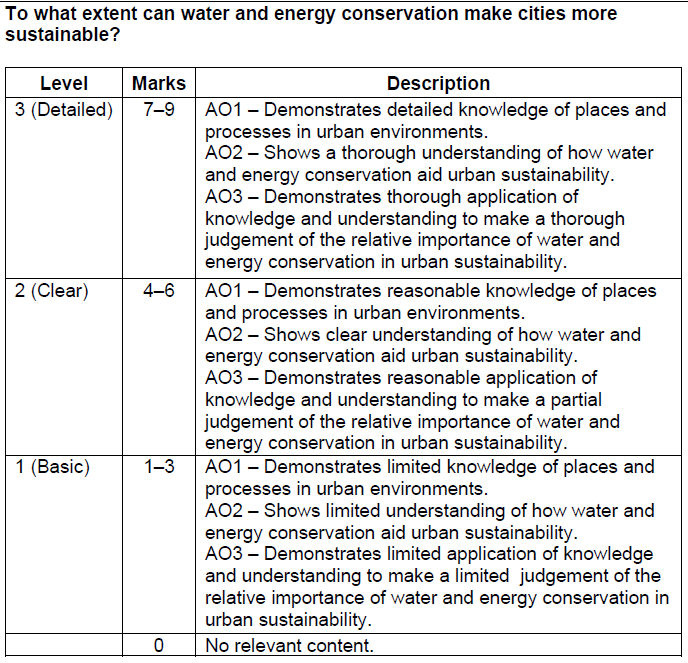 To what extent can water and energy conservation make cities more
sustainable?
Level Marks Description
3 (Detailed) 7–9 AO1 – Demonstrates detailed knowledge of places and
processes in urban environments.
AO2 – Shows a thorough understanding of how water
and energy conservation aid urban sustainability.
AO3 – Demonstrates thorough application of
knowledge and understanding to make a thorough
judgement of the relative importance of water and
energy conservation in urban sustainability.
2 (Clear) 4–6 AO1 – Demonstrates reasonable knowledge of places
and processes in urban environments.
AO2 – Shows clear understanding of how water and
energy conservation aid urban sustainability.
AO3 – Demonstrates reasonable application of
knowledge and understanding to make a partial
judgement of the relative importance of water and
energy conservation in urban sustainability.
1 (Basic) 1–3 AO1 – Demonstrates limited knowledge of places and
processes in urban environments.
AO2 – Shows limited understanding of how water and
energy conservation aid urban sustainability.
AO3 – Demonstrates limited application of knowledge
and understanding to make a limited judgement of the
relative importance of water and energy conservation in
urban sustainability.
0 No relevant content.